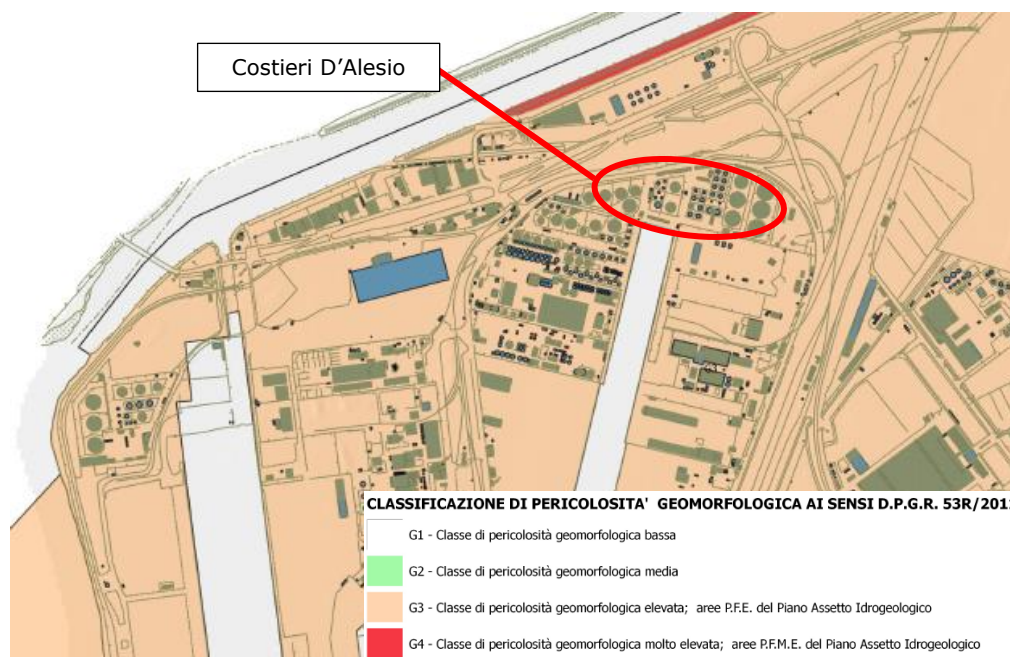 Costieri D’Alesio
CLASSIFICAZIONE DI PERICOLOSITA' GEOMORFOLOGICA AI SENSI D.P.G.R. 53R/201
G1 - Classe di pericolosità geomorfologica bassa
G2 - Classe di pericolosità geomorfologica media
G3 - Classe di pericolosità geomorfologica elevata; aree P.F.E. del Piano Assetto Idrogeologico
G4 - Classe di pericolosità geomorfologica molto elevata; aree P.F.M.E. del Piano Assetto Idrogeologico